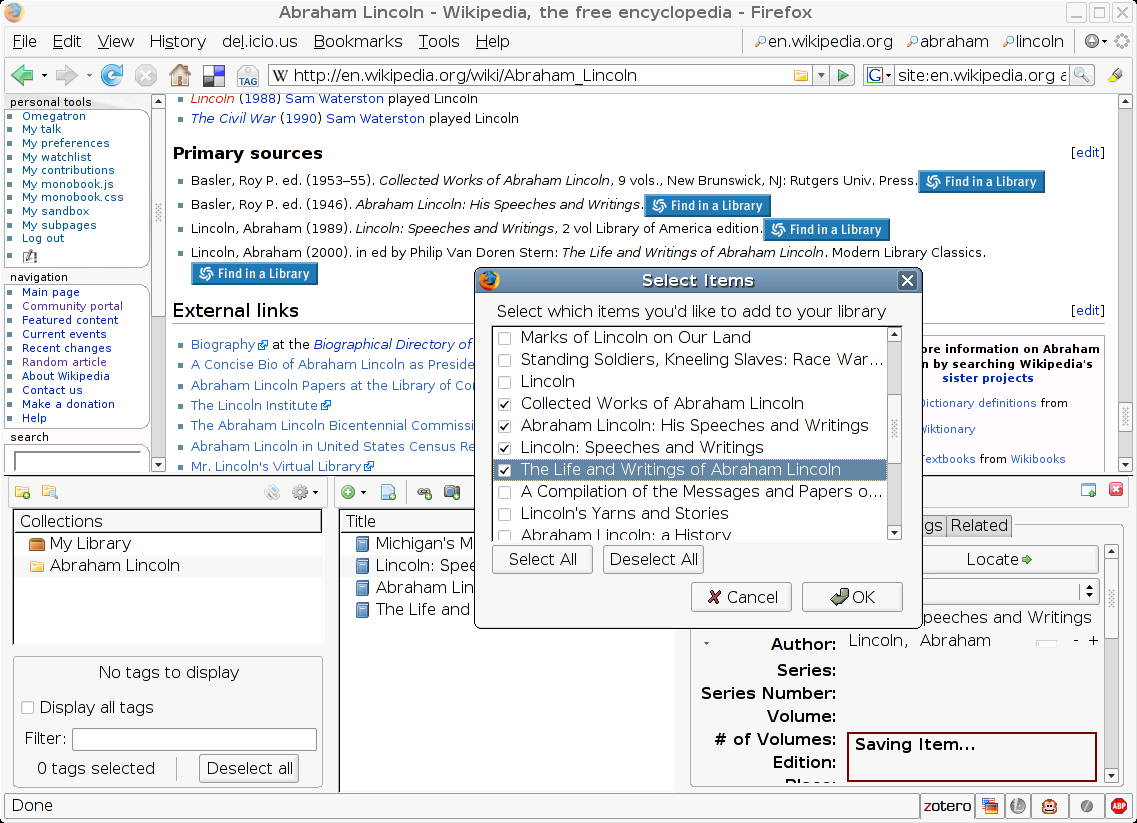 Abraham Lincoln - Wikipedia, the free encyclopedia - Firefox
File Edit View History del.icio.us Bookmarks Tools Help en.wikipedia.org abraham lincoln
TAG W http://en.wikipedia.org/wiki/Abraham_Lincoln G site:en.wikipedia.org a
personal tools
Omegatron
My talk
My preferences
My watchlist
My contributions
My monobook.js
My monobook.css
My sandbox
My subpages
Log out
navigation
Main page
Community portal
Featured content
Current events
Recent changes
Random article
About Wikipedia
Contact us
Make a donation
Help
search
Lincoln (1988) Sam Waterston played Lincoln
The Civil War (1990) Sam Waterston played Lincoln
Primary sources [edit]
Basler, Roy P. ed. (1953–55). Collected Works of Abraham Lincoln, 9 vols., New Brunswick, NJ: Rutgers Univ. Press. Find in a Library
Basler, Roy P. ed. (1946). Abraham Lincoln: His Speeches and Writings. Find in a Library
Lincoln, Abraham (1989). Lincoln: Speeches and Writings, 2 vol Library of America edition. Find in a Library
Lincoln, Abraham (2000). in ed by Philip Van Doren Stern: The Life and Writings of Abraham Lincoln. Modern Library Classics.
Find in a Library
External links [edit]
Biography at the Biographical Directory of
A Concise Bio of Abraham Lincoln as Preside
Abraham Lincoln Papers at the Library of Co
The Lincoln Institute
The Abraham Lincoln Bicentennial Commissi
Abraham Lincoln in United States Census Re
Mr. Lincoln's Virtual Library
ore information on Abraham
n by searching Wikipedia's
sister projects
Dictionary definitions from
Wiktionary
Textbooks from Wikibooks
Select Items
Select which items you'd like to add to your library
Marks of Lincoln on Our Land
Standing Soldiers, Kneeling Slaves: Race War...
Lincoln
Collected Works of Abraham Lincoln
Abraham Lincoln: His Speeches and Writings
Lincoln: Speeches and Writings
The Life and Writings of Abraham Lincoln
A Compilation of the Messages and Papers o...
Lincoln's Yarns and Stories
Abraham Lincoln: a History
Select All Deselect All
Cancel OK
Collections
My Library
Abraham Lincoln
No tags to display
Display all tags
Filter:
0 tags selected Deselect all
Title
Michigan's M
Lincoln: Spee
Abraham Lin
The Life and
gs Related
Locate
peeches and Writings
Author: Lincoln, Abraham - +
Series:
Series Number:
Volume:
# of Volumes:
Edition:
Place:
Saving Item...
Done zotero ABP